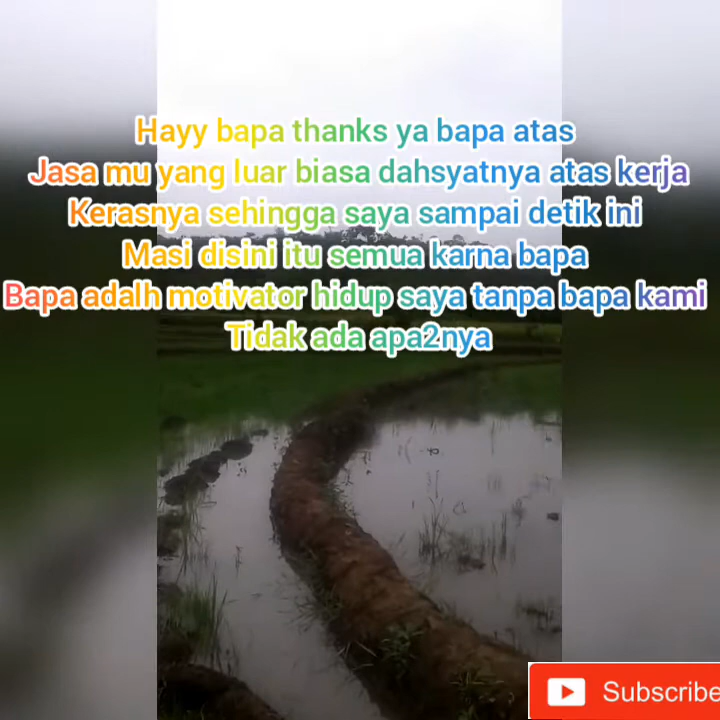 Hayy bapa thanks ya bapa atas
Jasa mu yang luar biasa dahsyatnya atas kerja
Kerasnya sehingga saya sampai detik ini
Masi disini itu semua karna bapa
Bapa adalh motivator hidup saya tanpa bapa kami
Tidak ada apa2nya
Subscribe